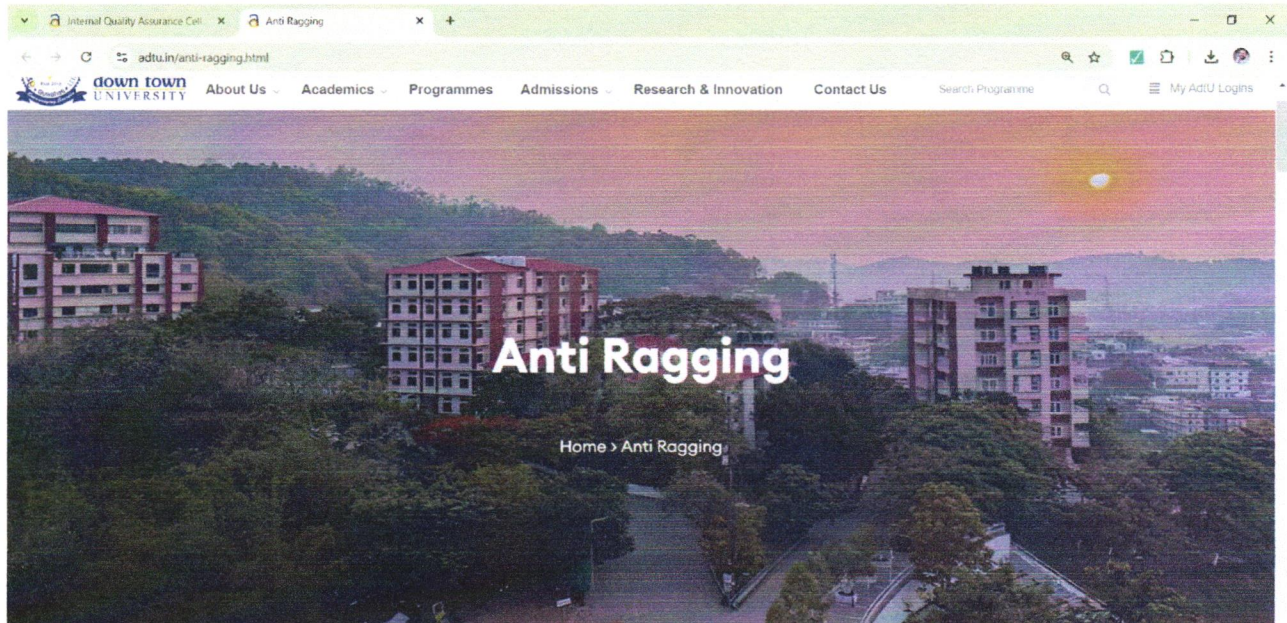 Internal Quality Assurance Cell
Anti Ragging
adtu.in/anti-ragging.html
down town
UNIVERSITY
About Us
Academics
Programmes
Admissions
Research & Innovation
Contact Us
Search Programme
My AdtU Logins
Anti Ragging
Home › Anti Ragging